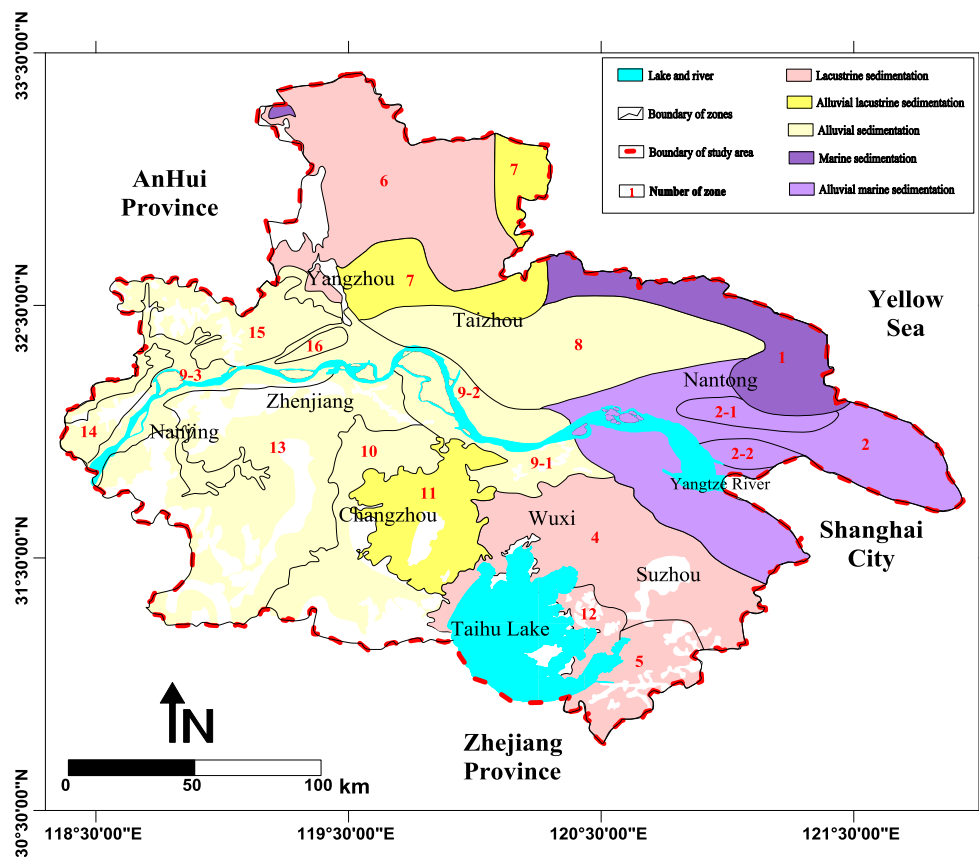 33°30'00"N
32°30'00"N
31°30'00"N
30°30'00"N
Lake and river
Boundary of zones
Boundary of study area
1 Number of zone
Lacustrine sedimentation
Alluvial lacustrine sedimentation
Alluvial sedimentation
Marine sedimentation
Alluvial marine sedimentation
AnHui
Province
6
7
Yangzhou
7
Taizhou
Yellow
Sea
15
16
8
1
9-3
9-2
Nantong
Zhenjiang
2-1
14
Nanjing
13
10
9-1
2-2
2
Yangtze River
11
Changzhou
Wuxi
4
Shanghai
City
Suzhou
12
Taihu Lake
5
N
Zhejiang
Province
0
50
100
km
118°30'00"E
119°30'00"E
120°30'00"E
121°30'00"E